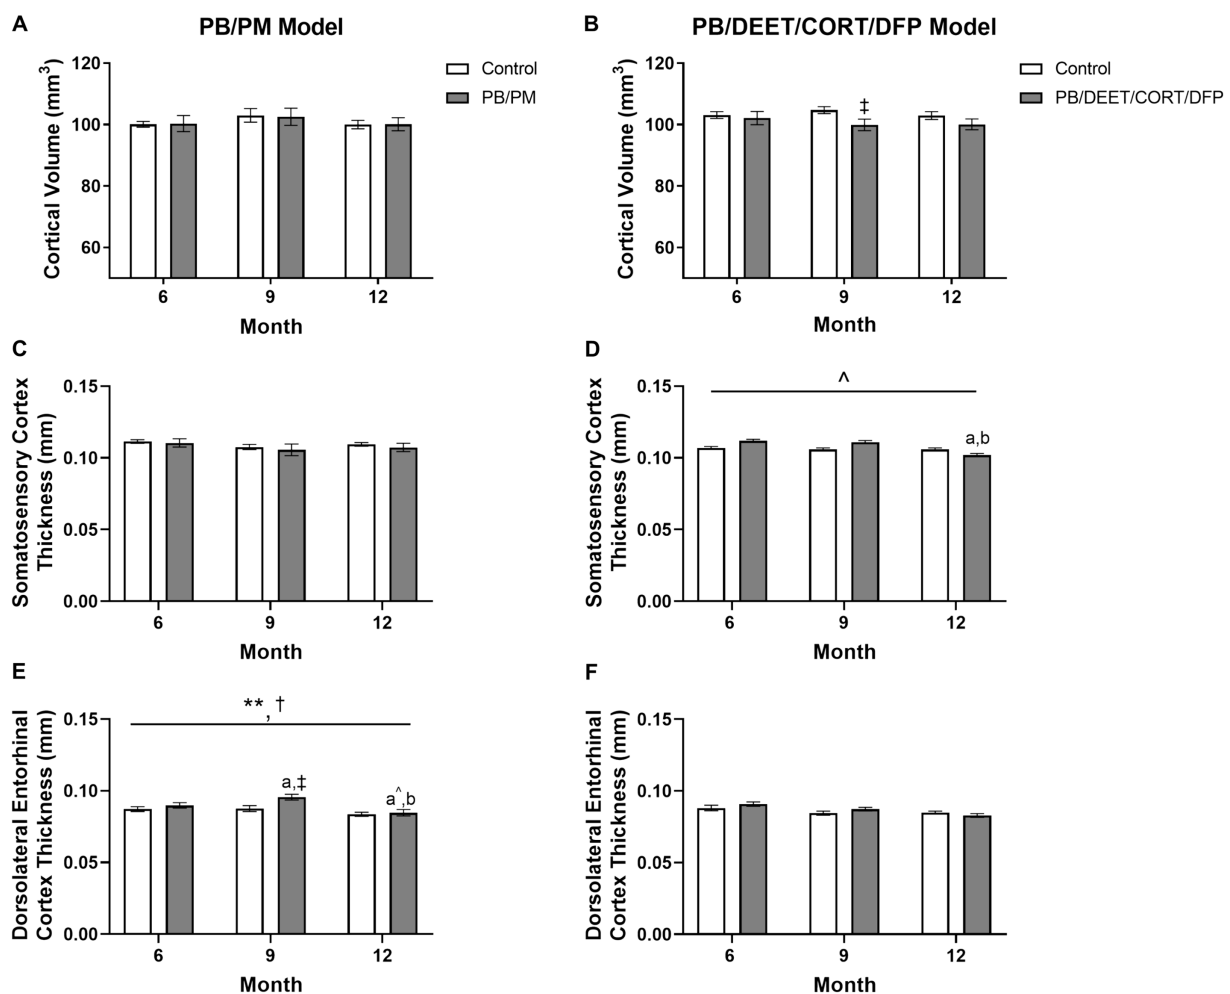 A
PB/PM Model
Control
PB/PM
Cortical Volume (mm³)
120
100
80
60
6
9
12
Month
B
PB/DEET/CORT/DFP Model
Control
PB/DEET/CORT/DFP
Cortical Volume (mm³)
120
100
80
60
‡
6
9
12
Month
C
Somatosensory Cortex
Thickness (mm)
0.15
0.10
0.05
0.00
6
9
12
Month
D
Somatosensory Cortex
Thickness (mm)
0.15
0.10
0.05
0.00
^
a,b
6
9
12
Month
E
Dorsolateral Entorhinal
Cortex Thickness (mm)
0.15
0.10
0.05
0.00
**, †
a,‡
a^,b
6
9
12
Month
F
Dorsolateral Entorhinal
Cortex Thickness (mm)
0.15
0.10
0.05
0.00
6
9
12
Month